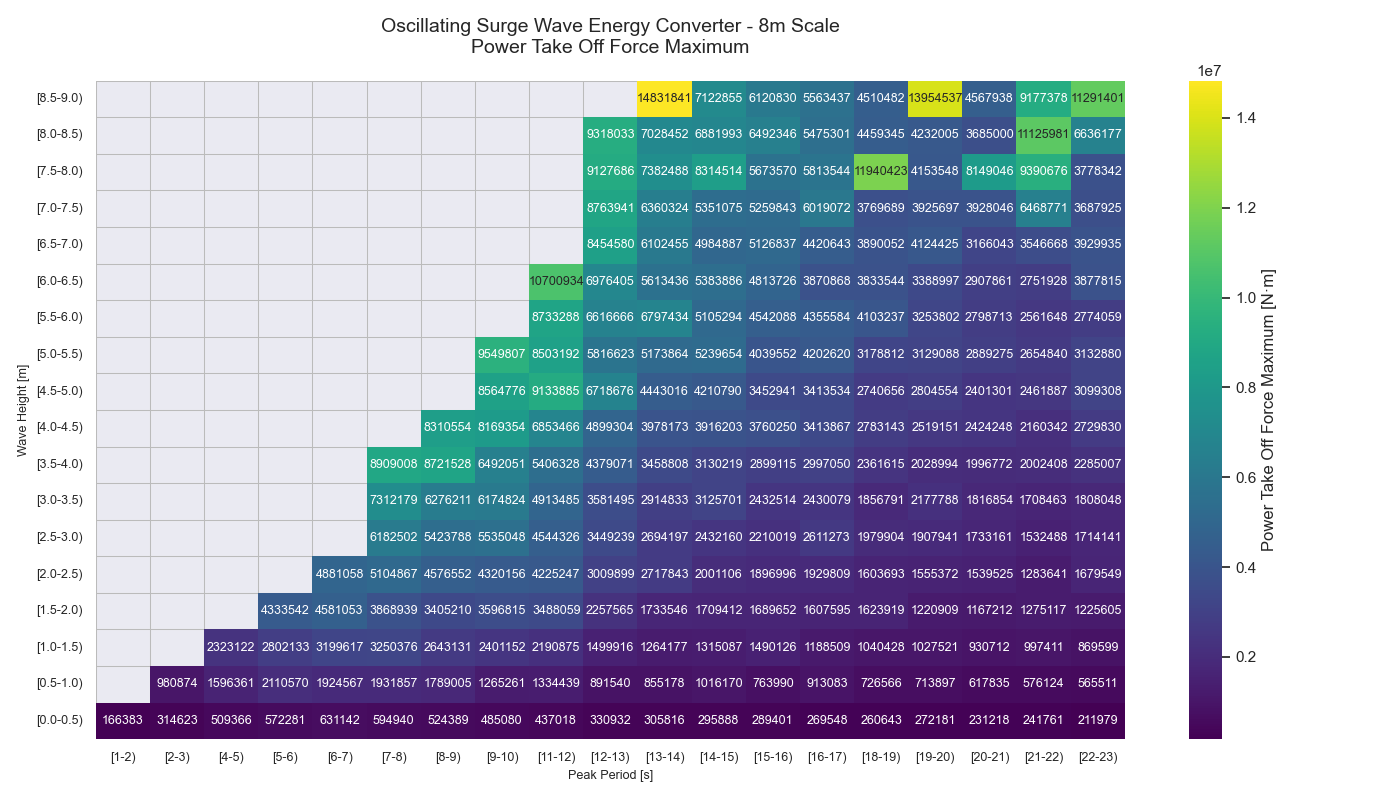 Oscillating Surge Wave Energy Converter - 8m Scale
Power Take Off Force Maximum
1e7
[8.5-9.0) 14831841 7122855 6120830 5563437 4510482 13954537 4567938 9177378 11291401
[8.0-8.5) 9318033 7028452 6881993 6492346 5475301 4459345 4232005 3685000 11125981 6636177
[7.5-8.0) 9127686 7382488 8314514 5673570 5813544 11940423 4153548 8149046 9390676 3778342
[7.0-7.5) 8763941 6360324 5351075 5259843 6019072 3769689 3925697 3928046 6468771 3687925
[6.5-7.0) 8454580 6102455 4984887 5126837 4420643 3890052 4124425 3166043 3546668 3929935
[6.0-6.5) 10700934 6976405 5613436 5383886 4813726 3870868 3833544 3388997 2907861 2751928 3877815
[5.5-6.0) 8733288 6616666 6797434 5105294 4542088 4355584 4103237 3253802 2798713 2561648 2774059
[5.0-5.5) 9549807 8503192 5816623 5173864 5239654 4039552 4202620 3178812 3129088 2889275 2654840 3132880
[4.5-5.0) 8564776 9133885 6718676 4443016 4210790 3452941 3413534 2740656 2804554 2401301 2461887 3099308
[4.0-4.5) 8310554 8169354 6853466 4899304 3978173 3916203 3760250 3413867 2783143 2519151 2424248 2160342 2729830
[3.5-4.0) 8909008 8721528 6492051 5406328 4379071 3458808 3130219 2899115 2997050 2361615 2028994 1996772 2002408 2285007
[3.0-3.5) 7312179 6276211 6174824 4913485 3581495 2914833 3125701 2432514 2430079 1856791 2177788 1816854 1708463 1808048
[2.5-3.0) 6182502 5423788 5535048 4544326 3449239 2694197 2432160 2210019 2611273 1979904 1907941 1733161 1532488 1714141
[2.0-2.5) 4881058 5104867 4576552 4320156 4225247 3009899 2717843 2001106 1896996 1929809 1603693 1555372 1539525 1283641 1679549
[1.5-2.0) 4333542 4581053 3868939 3405210 3596815 3488059 2257565 1733546 1709412 1689652 1607595 1623919 1220909 1167212 1275117 1225605
[1.0-1.5) 2323122 2802133 3199617 3250376 2643131 2401152 2190875 1499916 1264177 1315087 1490126 1188509 1040428 1027521 930712 997411 869599
[0.5-1.0) 980874 1596361 2110570 1924567 1931857 1789005 1265261 1334439 891540 855178 1016170 763990 913083 726566 713897 617835 576124 565511
[0.0-0.5) 166383 314623 509366 572281 631142 594940 524389 485080 437018 330932 305816 295888 289401 269548 260643 272181 231218 241761 211979
[1-2) [2-3) [4-5) [5-6) [6-7) [7-8) [8-9) [9-10) [11-12) [12-13) [13-14) [14-15) [15-16) [16-17) [18-19) [19-20) [20-21) [21-22) [22-23)
Peak Period [s]
Wave Height [m]
1.4
1.2
1.0
0.8
0.6
0.4
0.2
Power Take Off Force Maximum [N·m]